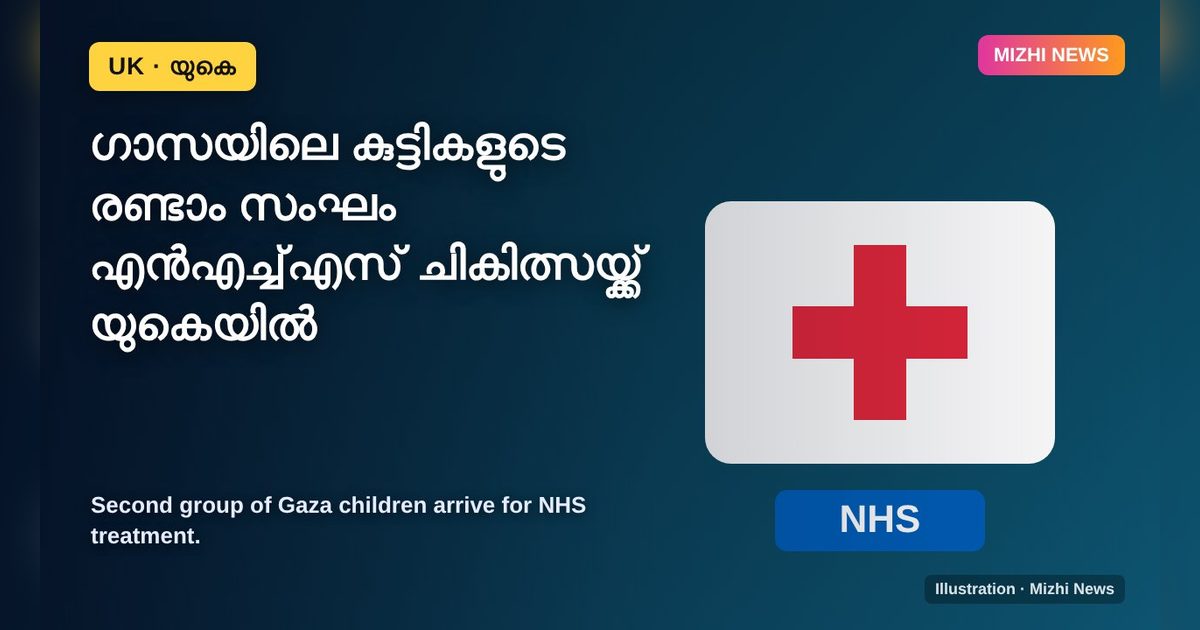 UK · യുകെ
MIZHI NEWS
ഗാസയിലെ കുട്ടികളുടെ
രണ്ടാം സംഘം
എൻഎച്ച്എസ് ചികിത്സയ്ക്ക്
യുകെയിൽ
Second group of Gaza children arrive for NHS
treatment.
NHS
Illustration · Mizhi News